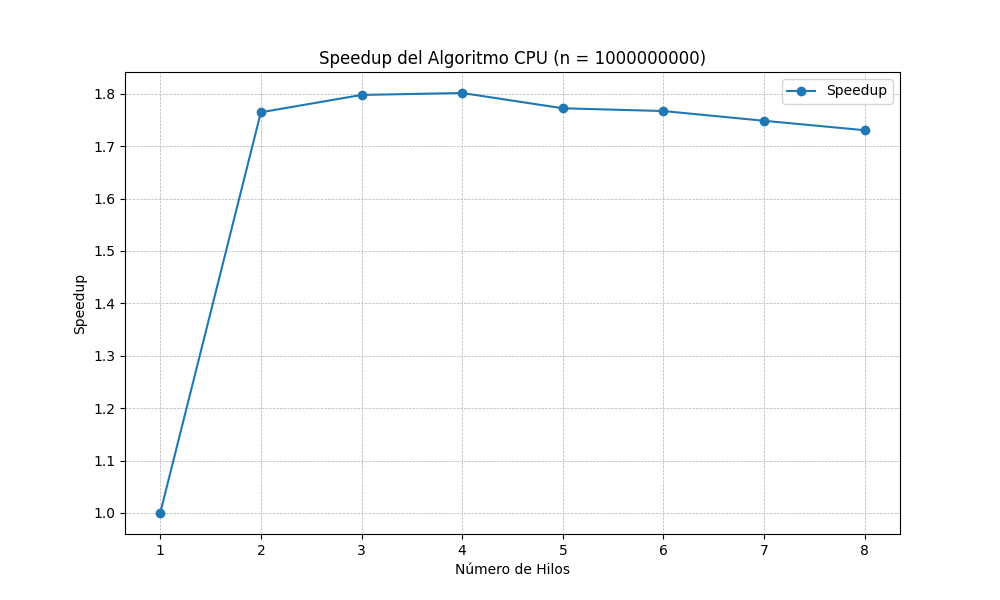 Speedup del Algoritmo CPU (n = 1000000000)
Speedup
1.8
1.7
1.6
1.5
1.4
1.3
1.2
1.1
1.0
Speedup
1 2 3 4 5 6 7 8
Número de Hilos